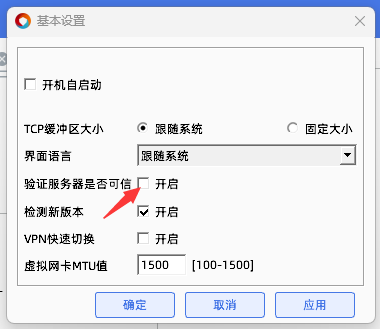 基本设置
开机自启动
TCP缓冲区大小 跟随系统 固定大小
界面语言 跟随系统
验证服务器是否可信 开启
检测新版本 开启
VPN快速切换 开启
虚拟网卡MTU值 1500 [100-1500]
确定 取消 应用